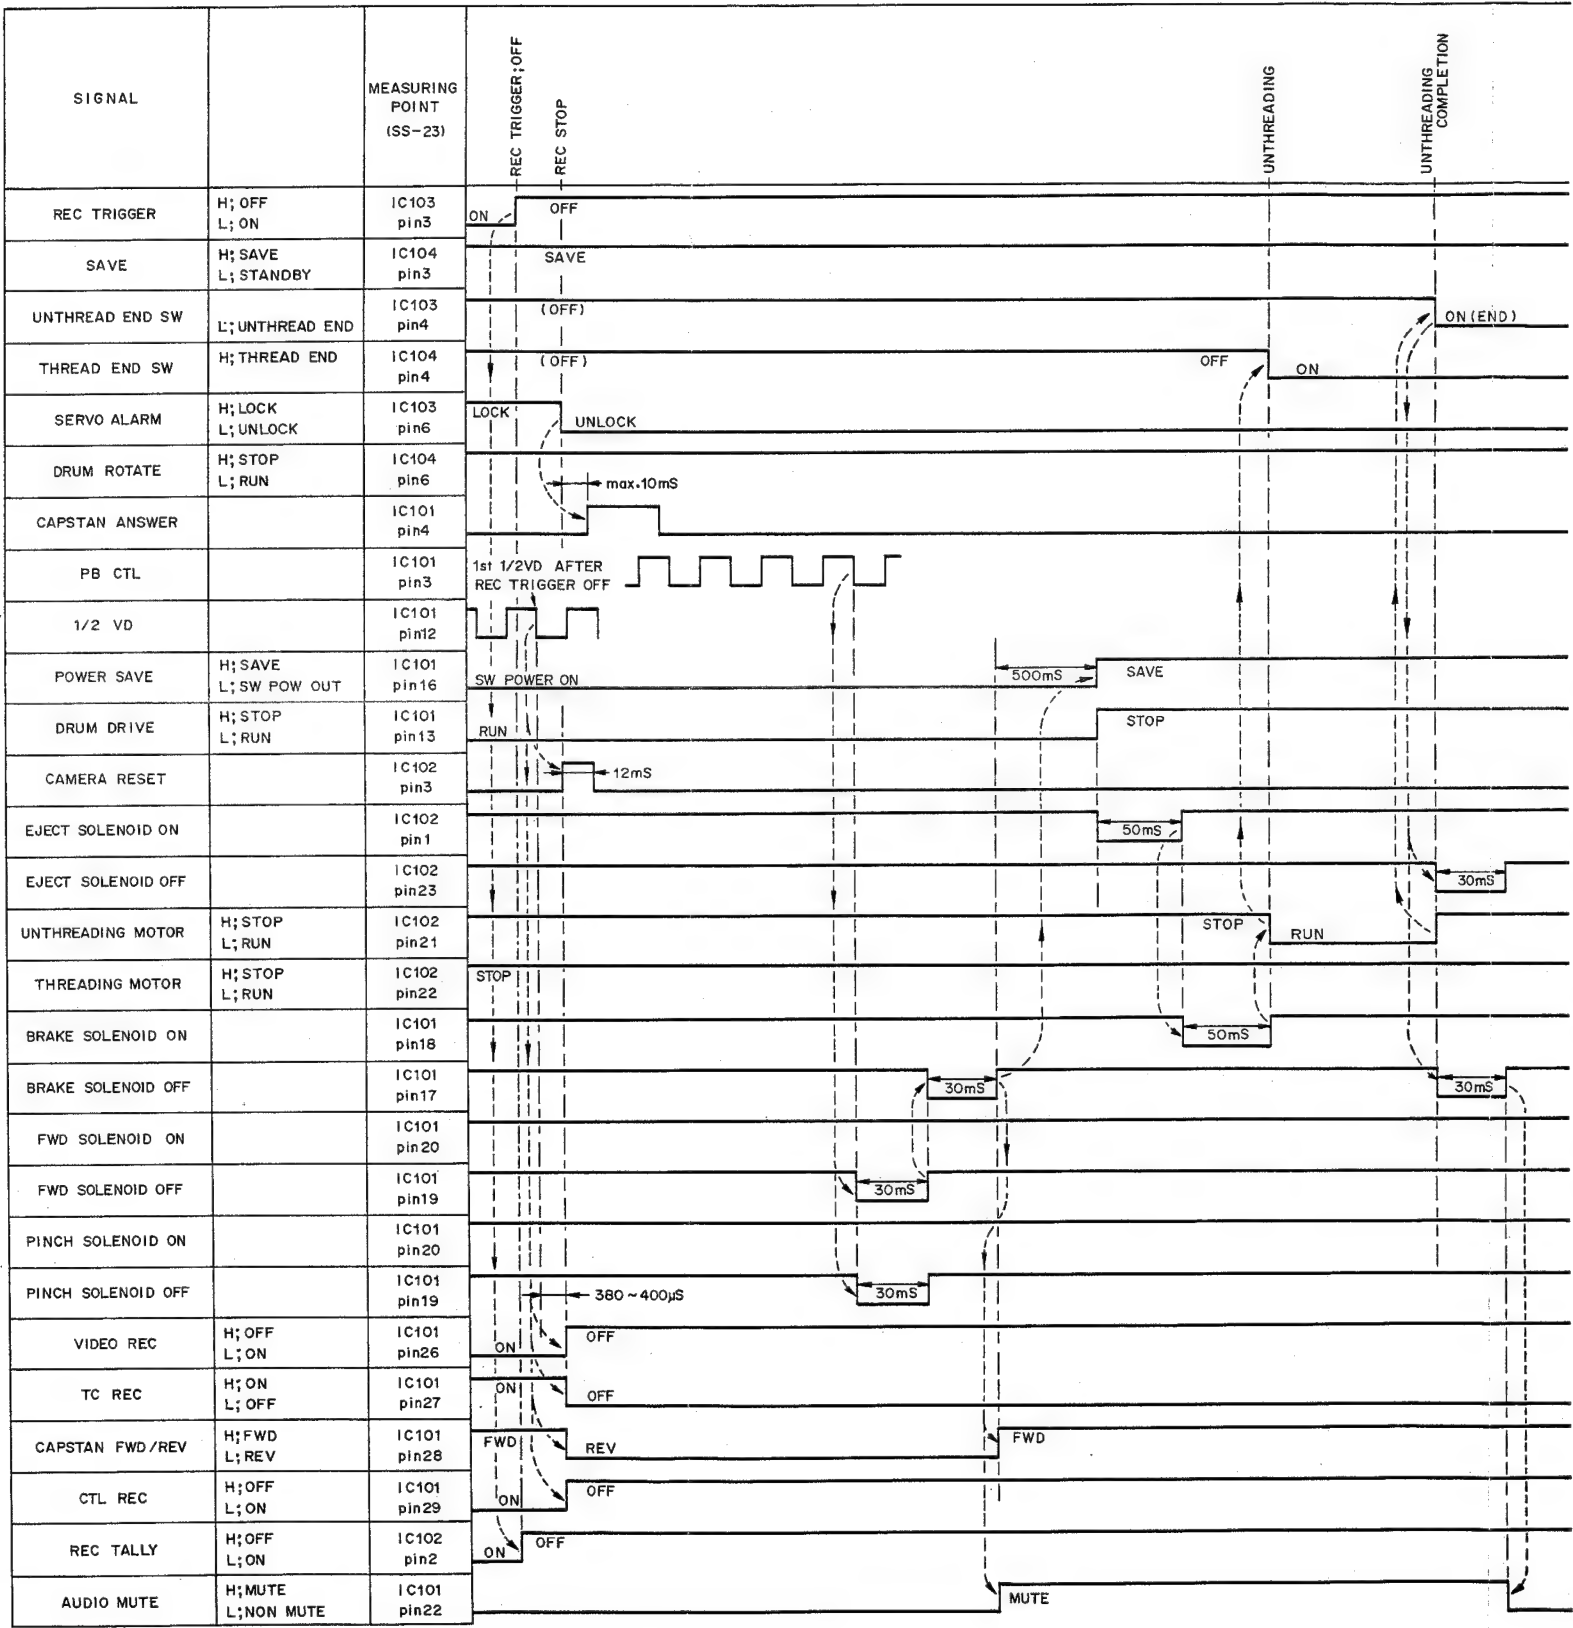 SIGNAL
MEASURING
POINT
(SS-23)
REC TRIGGER;OFF
REC STOP
UNTHREADING
UNTHREADING
COMPLETION
REC TRIGGER
H; OFF
L; ON
IC103
pin3
ON
OFF
SAVE
H; SAVE
L; STANDBY
IC104
pin3
SAVE
UNTHREAD END SW
L; UNTHREAD END
IC103
pin4
(OFF)
ON(END)
THREAD END SW
H; THREAD END
IC104
pin4
(OFF)
OFF
ON
SERVO ALARM
H; LOCK
L; UNLOCK
IC103
pin6
LOCK
UNLOCK
DRUM ROTATE
H; STOP
L; RUN
IC104
pin6
max.10mS
CAPSTAN ANSWER
IC101
pin4
PB CTL
IC101
pin3
1st 1/2VD AFTER
REC TRIGGER OFF
1/2 VD
IC101
pin12
POWER SAVE
H; SAVE
L; SW POW OUT
IC101
pin16
SW POWER ON
500mS
SAVE
DRUM DRIVE
H; STOP
L; RUN
IC101
pin13
RUN
STOP
CAMERA RESET
IC102
pin3
12mS
EJECT SOLENOID ON
IC102
pin1
50mS
EJECT SOLENOID OFF
IC102
pin23
30mS
UNTHREADING MOTOR
H; STOP
L; RUN
IC102
pin21
STOP
RUN
THREADING MOTOR
H; STOP
L; RUN
IC102
pin22
STOP
BRAKE SOLENOID ON
IC101
pin18
50mS
BRAKE SOLENOID OFF
IC101
pin17
30mS
30mS
FWD SOLENOID ON
IC101
pin20
FWD SOLENOID OFF
IC101
pin19
30mS
PINCH SOLENOID ON
IC101
pin20
PINCH SOLENOID OFF
IC101
pin19
30mS
380~400μS
VIDEO REC
H; OFF
L; ON
IC101
pin26
ON
OFF
TC REC
H; ON
L; OFF
IC101
pin27
ON
OFF
CAPSTAN FWD/REV
H; FWD
L; REV
IC101
pin28
FWD
REV
FWD
CTL REC
H; OFF
L; ON
IC101
pin29
ON
OFF
REC TALLY
H; OFF
L; ON
IC102
pin2
ON
OFF
AUDIO MUTE
H; MUTE
L; NON MUTE
IC101
pin22
MUTE